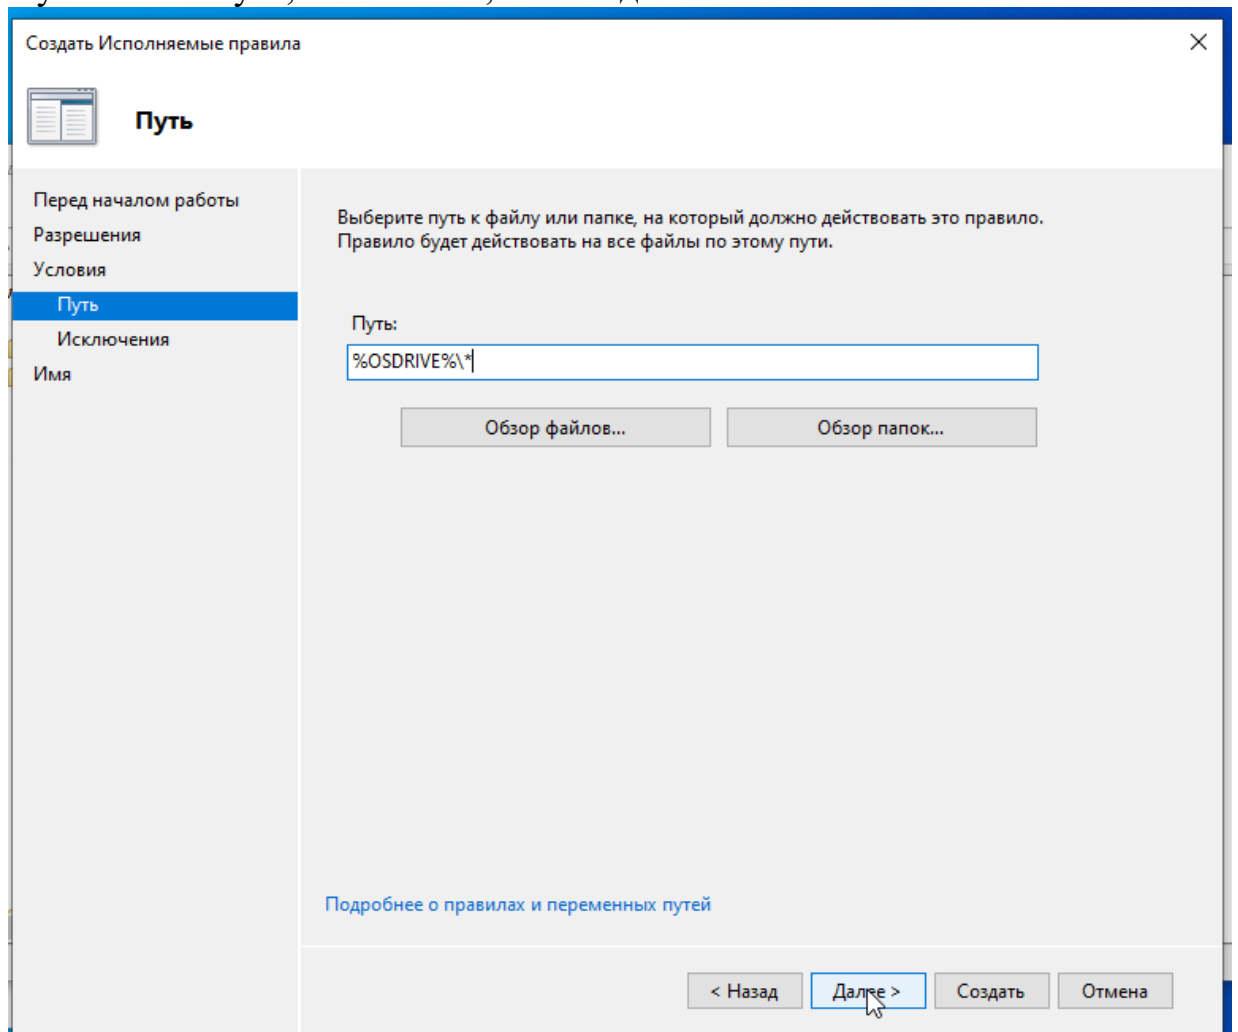 Создать Исполняемые правила
Путь
Перед началом работы
Разрешения
Условия
Путь
Исключения
Имя
Выберите путь к файлу или папке, на который должно действовать это правило.
Правило будет действовать на все файлы по этому пути.
Путь:
%OSDRIVE%\*
Обзор файлов...
Обзор папок...
Подробнее о правилах и переменных путей
< Назад
Далее >
Создать
Отмена